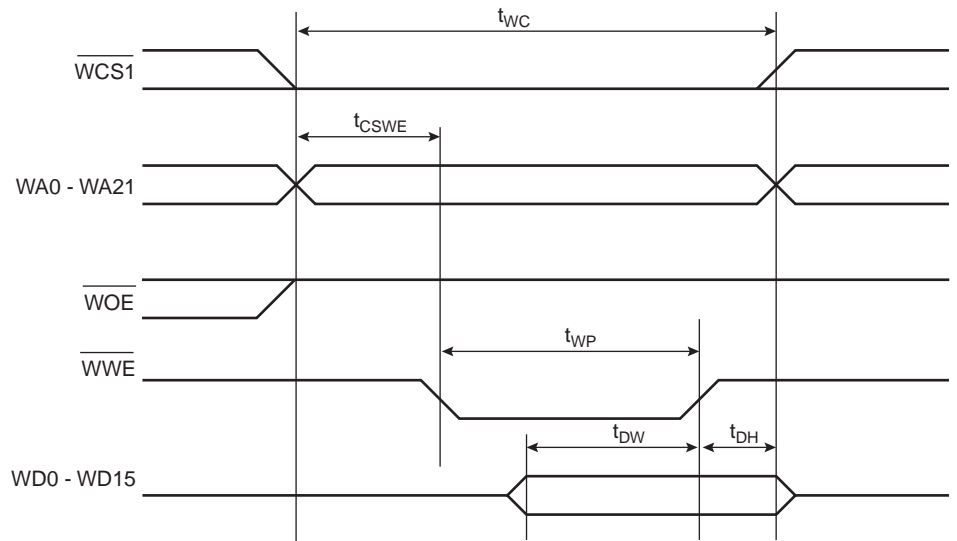 tWC
WCS1
tCSWE
WA0 - WA21
WOE
tWP
WWE
tDW
tDH
WD0 - WD15